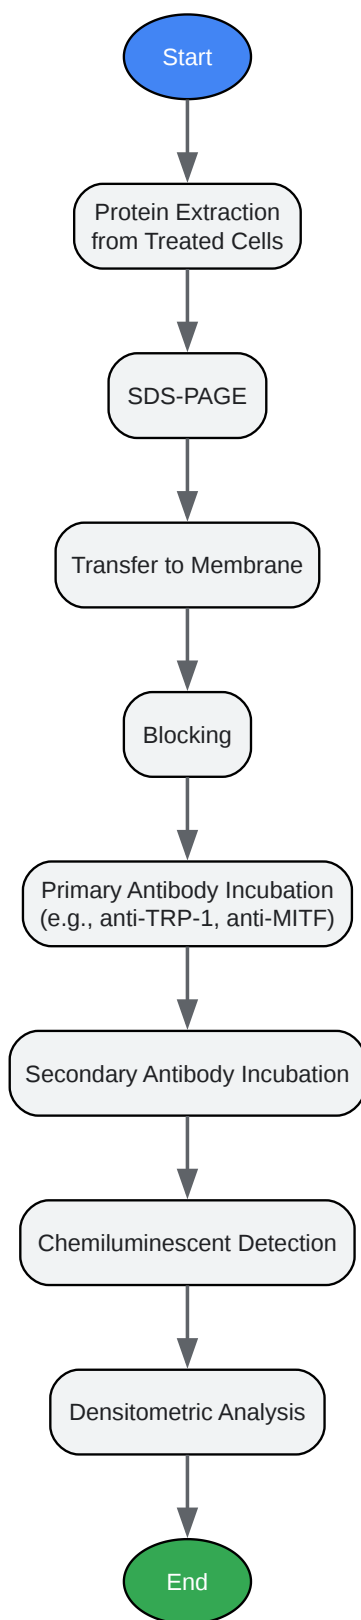 Start
Protein Extraction
from Treated Cells
SDS-PAGE
Transfer to Membrane
Blocking
Primary Antibody Incubation
(e.g., anti-TRP-1, anti-MITF)
Secondary Antibody Incubation
Chemiluminescent Detection
Densitometric Analysis
End